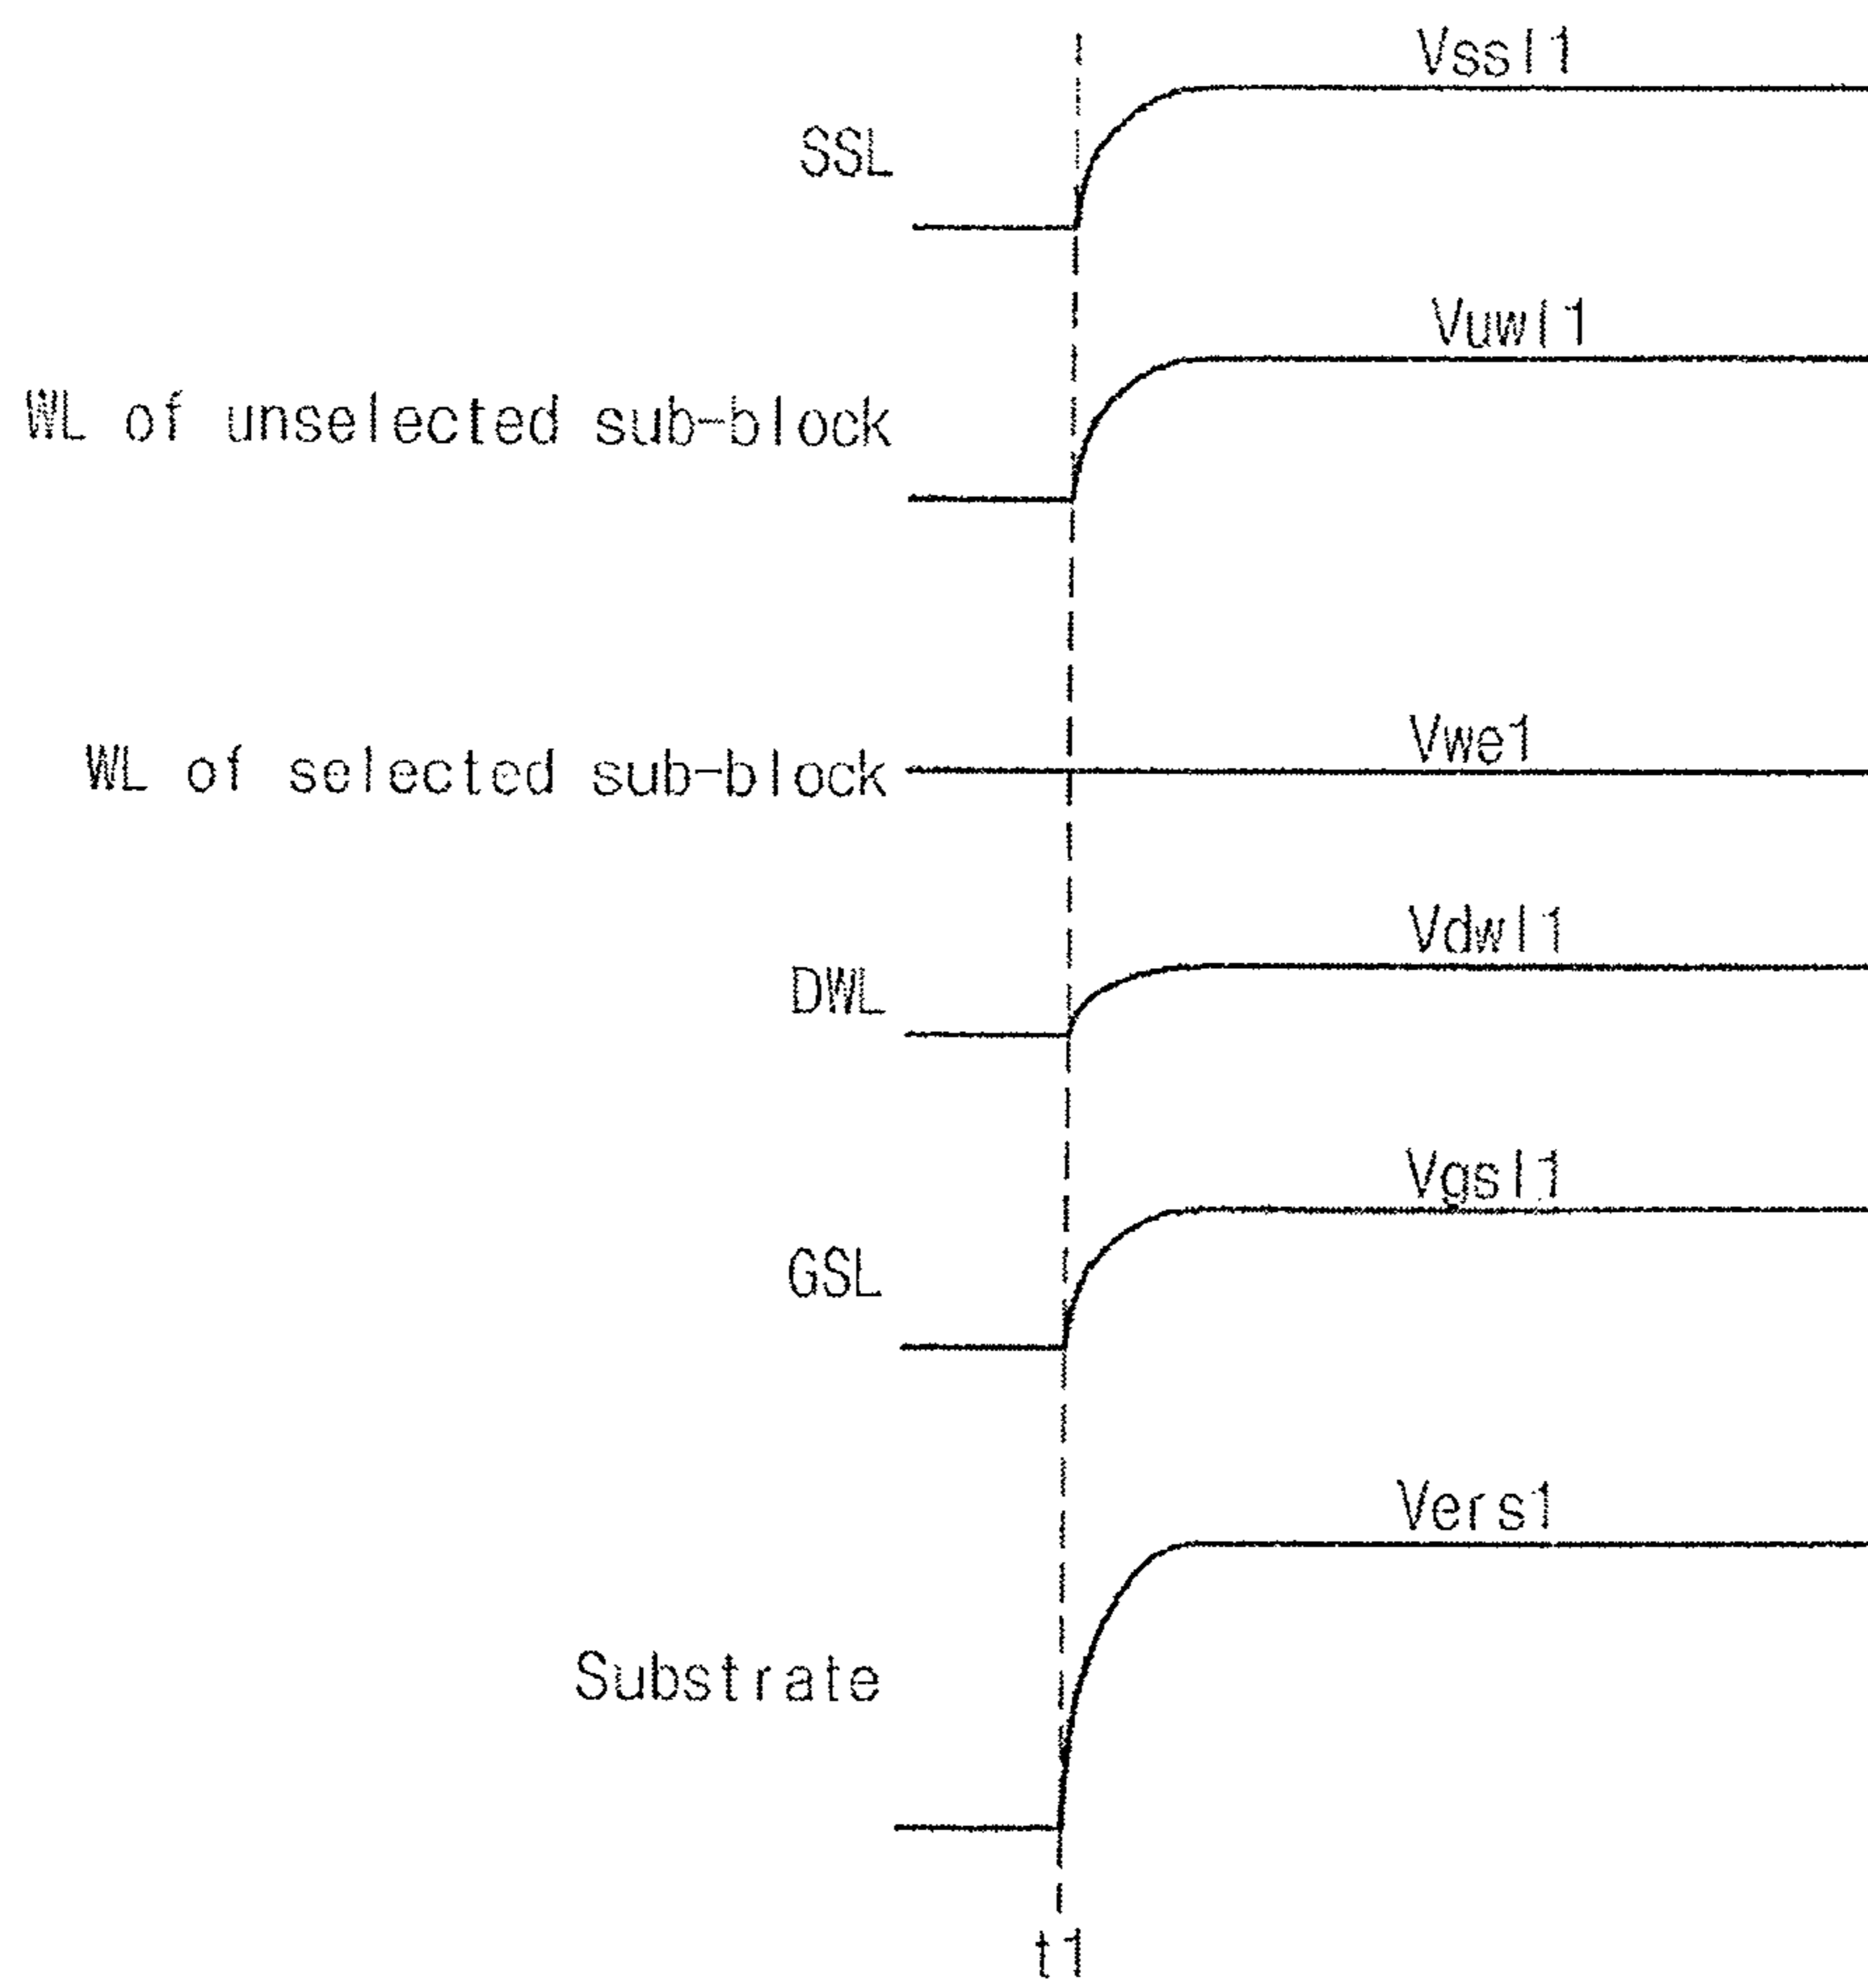 Vssl1
SSL
Vuwl1
WL of unselected sub-block
Vwe1
WL of selected sub-block
Vdwl1
DWL
Vgsl1
GSL
Vers1
Substrate
t1